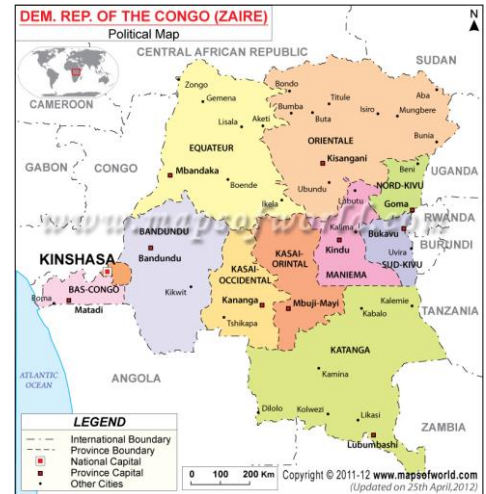 DEM. REP. OF THE CONGO (ZAIRE)
Political Map
N
CENTRAL AFRICAN REPUBLIC
SUDAN
CAMEROON
Zongo
Gemena
Bondo
Aba
Titule
Bumba
Isiro
Mungbere
Lisala
Aketi
Buta
Bunia
EQUATEUR
ORIENTALE
GABON
CONGO
Mbandaka
Kisangani
Beni
UGANDA
Boende
Ubundu
NORD-KIVU
Ikela
Lubutu
Goma
www.mapsofworld.com
RWANDA
BANDUNDU
Kalima
Bukavu
BURUNDI
KINSHASA
Bandundu
KASAI-
ORINTAL
Kindu
Uvira
SUD-KIVU
KASAI-
OCCIDENTAL
MANIEMA
BAS-CONGO
Kikwit
Boma
Matadi
Kananga
Mbuji-Mayi
Kalemie
Kabalo
TANZANIA
Tshikapa
KATANGA
ATLANTIC
OCEAN
ANGOLA
Kamina
LEGEND
International Boundary
Province Boundary
National Capital
Province Capital
Other Cities
Dilolo
Kolwezi
Likasi
Lubumbashi
ZAMBIA
0 100 200 Km
Copyright © 2011-12 www.mapsofworld.com
(Updated on 25th April,2012)